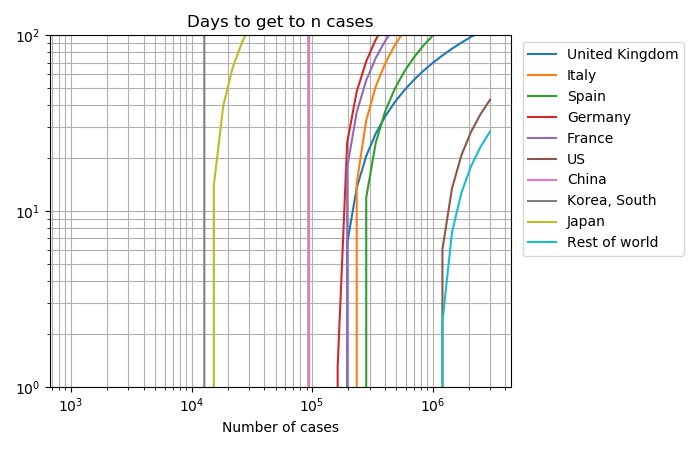 Days to get to n cases
10²
10¹
10⁰
10³
10⁴
10⁵
10⁶
Number of cases
United Kingdom
Italy
Spain
Germany
France
US
China
Korea, South
Japan
Rest of world